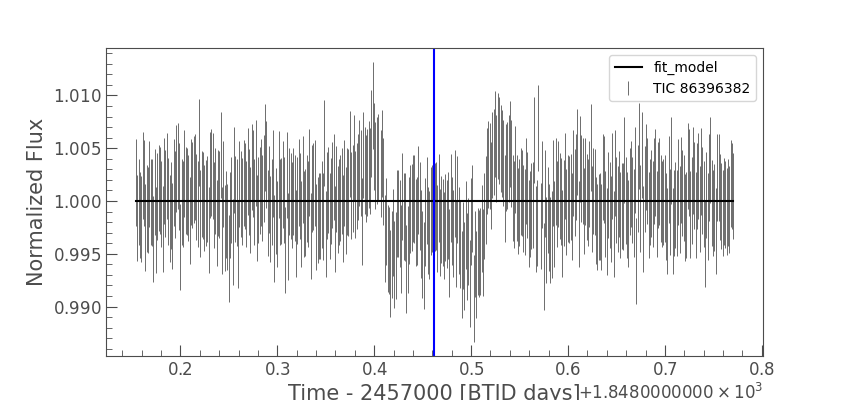 fit_model
TIC 86396382
Normalized Flux
1.010
1.005
1.000
0.995
0.990
0.2 0.3 0.4 0.5 0.6 0.7 0.8
Time - 2457000 [BTJD days]
+1.8480000000 × 10³